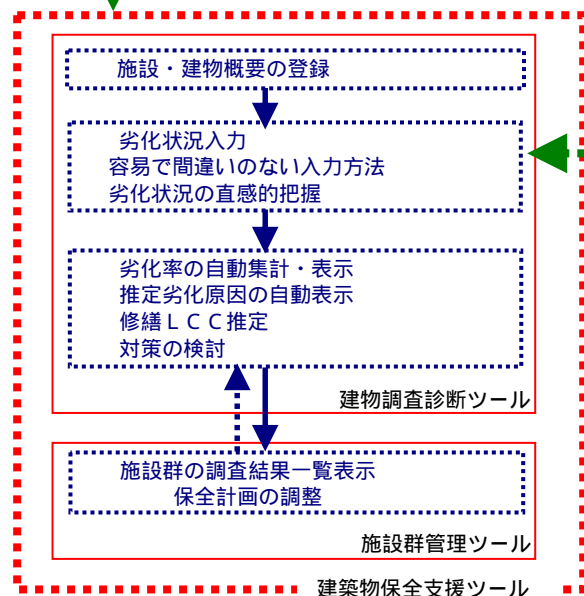 施設・建物概要の登録
劣化状況入力
容易で間違いのない入力方法
劣化状況の直感的把握
劣化率の自動集計・表示
推定劣化原因の自動表示
修繕ＬＣＣ推定
対策の検討
建物調査診断ツール
施設群の調査結果一覧表示
保全計画の調整
施設群管理ツール
建築物保全支援ツール